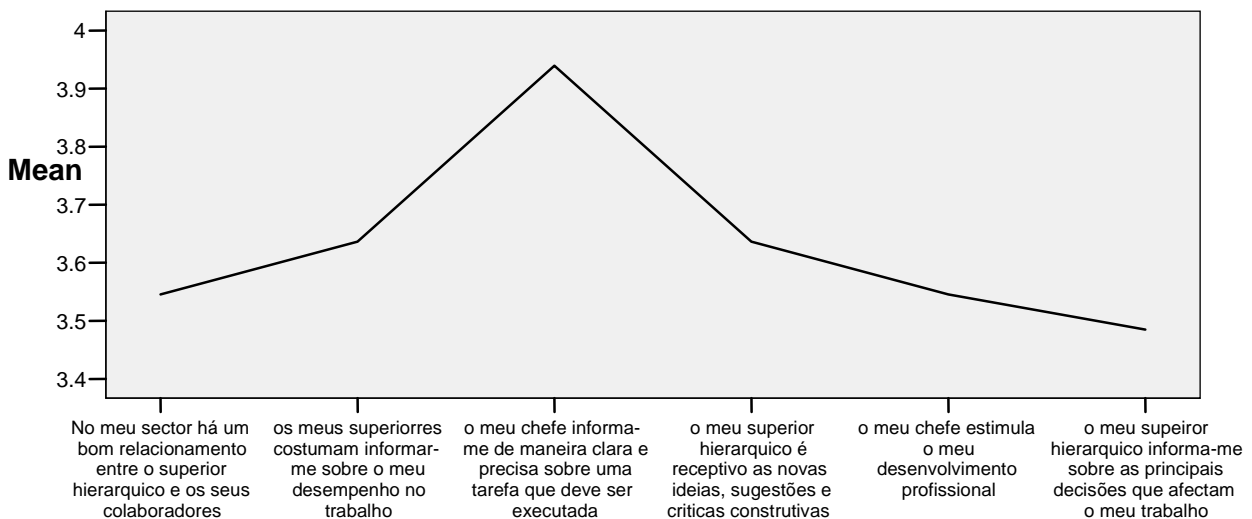 4
3.9
3.8
Mean
3.7
3.6
3.5
3.4
No meu sector há um
bom relacionamento
entre o superior
hierarquico e os seus
colaboradores
os meus superiorres
costumam informar-
me sobre o meu
desempenho no
trabalho
o meu chefe informa-
me de maneira clara e
precisa sobre uma
tarefa que deve ser
executada
o meu superior
hierarquico é
receptivo as novas
ideias, sugestões e
criticas construtivas
o meu chefe estimula
o meu
desenvolvimento
profissional
o meu supeiror
hierarquico informa-me
sobre as principais
decisões que afectam
o meu trabalho